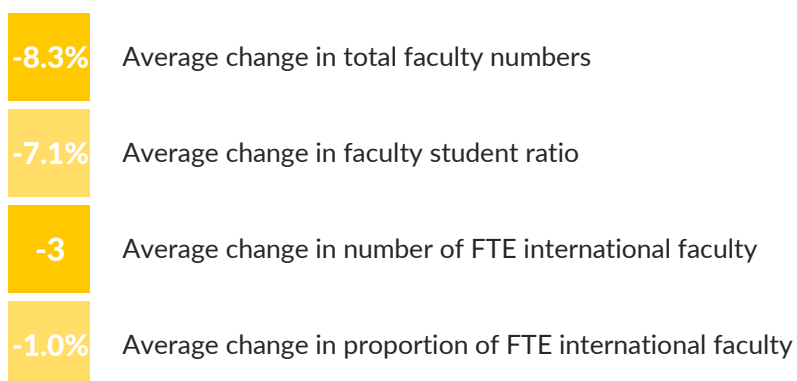 -8.3% Average change in total faculty numbers
-7.1% Average change in faculty student ratio
-3 Average change in number of FTE international faculty
-1.0% Average change in proportion of FTE international faculty